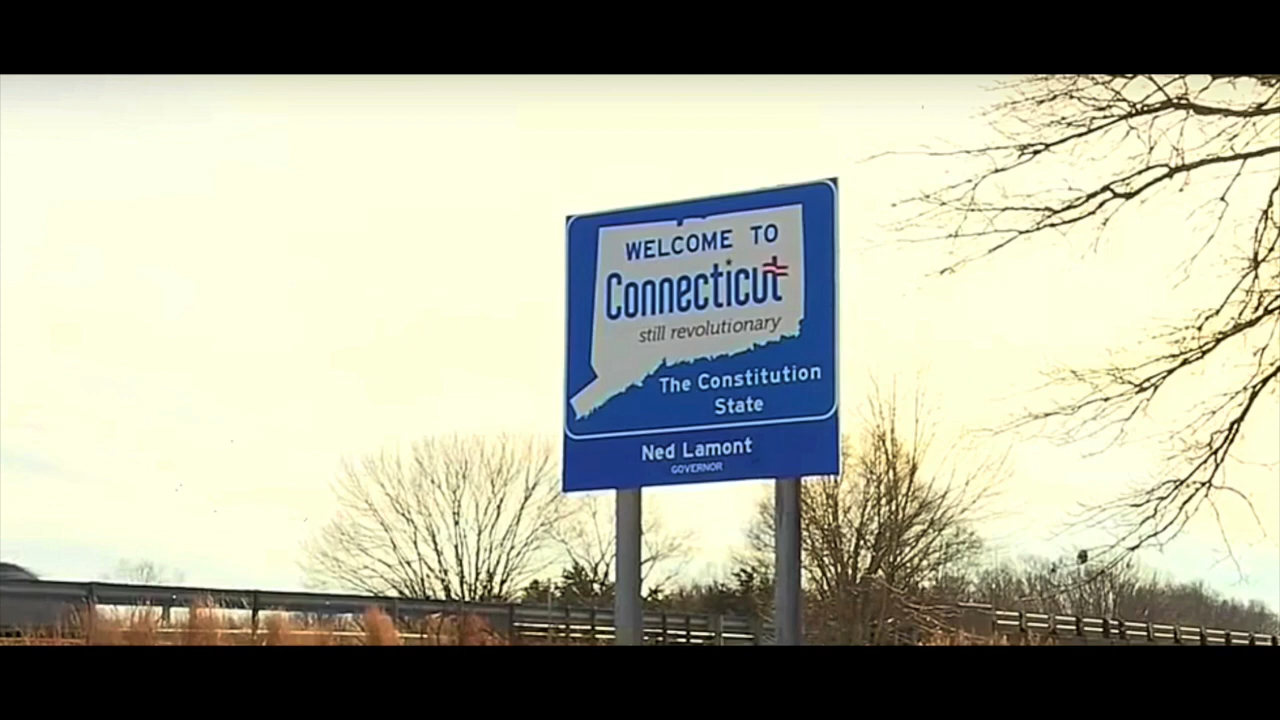 WELCOME TO
Connecticut
still revolutionary
The Constitution
State
Ned Lamont
GOVERNOR